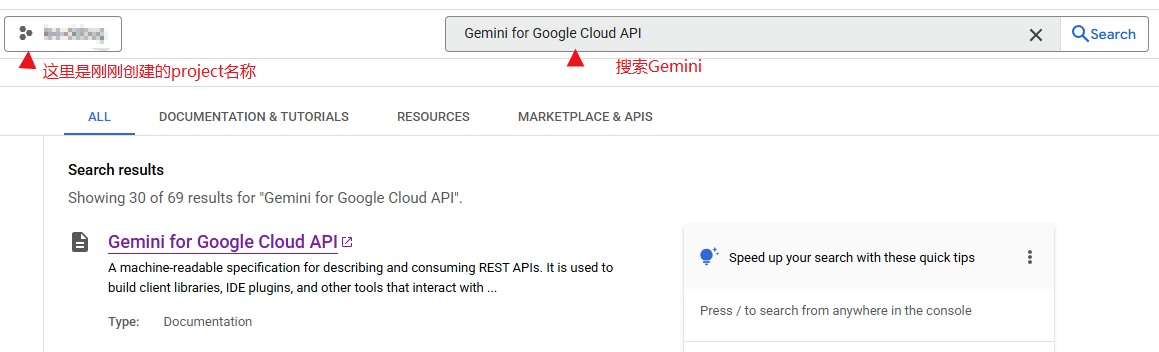 Gemini for Google Cloud API
Search
这里是刚刚创建的project名称
搜索Gemini
ALL
DOCUMENTATION & TUTORIALS
RESOURCES
MARKETPLACE & APIS
Search results
Showing 30 of 69 results for "Gemini for Google Cloud API".
Gemini for Google Cloud API
A machine-readable specification for describing and consuming REST APIs. It is used to
build client libraries, IDE plugins, and other tools that interact with ...
Type: Documentation
Speed up your search with these quick tips
Press / to search from anywhere in the console